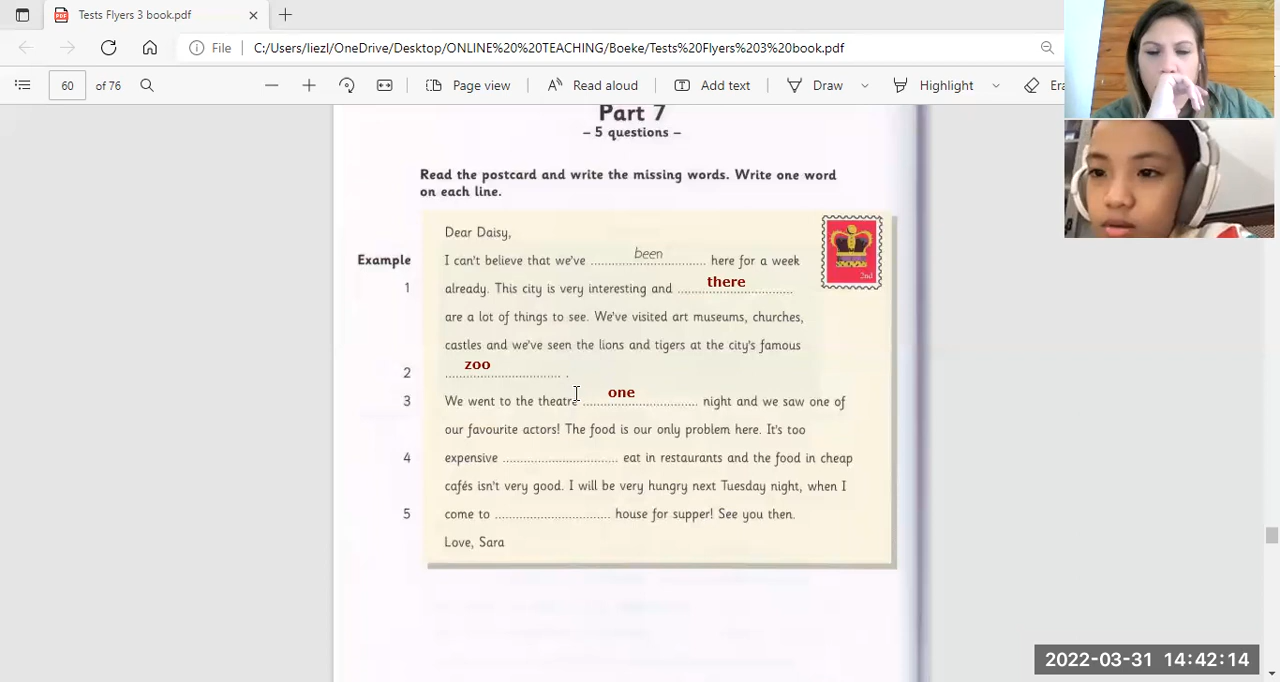 Tests Flyers 3 book.pdf
File C:/Users/liezl/OneDrive/Desktop/ONLINE%20%20TEACHING/Boeke/Tests%20Flyers%203%20book.pdf
60 of 76 Page view Read aloud Add text Draw Highlight
Part 7
– 5 questions –
Read the postcard and write the missing words. Write one word
on each line.
Dear Daisy,
Example I can't believe that we've been here for a week
1 already. This city is very interesting and there
are a lot of things to see. We've visited art museums, churches,
castles and we've seen the lions and tigers at the city's famous
2 zoo .
3 We went to the theatre one night and we saw one of
our favourite actors! The food is our only problem here. It's too
4 expensive .............................. eat in restaurants and the food in cheap
cafés isn't very good. I will be very hungry next Tuesday night, when I
5 come to .............................. house for supper! See you then.
Love, Sara
2nd
2022-03-31 14:42:14